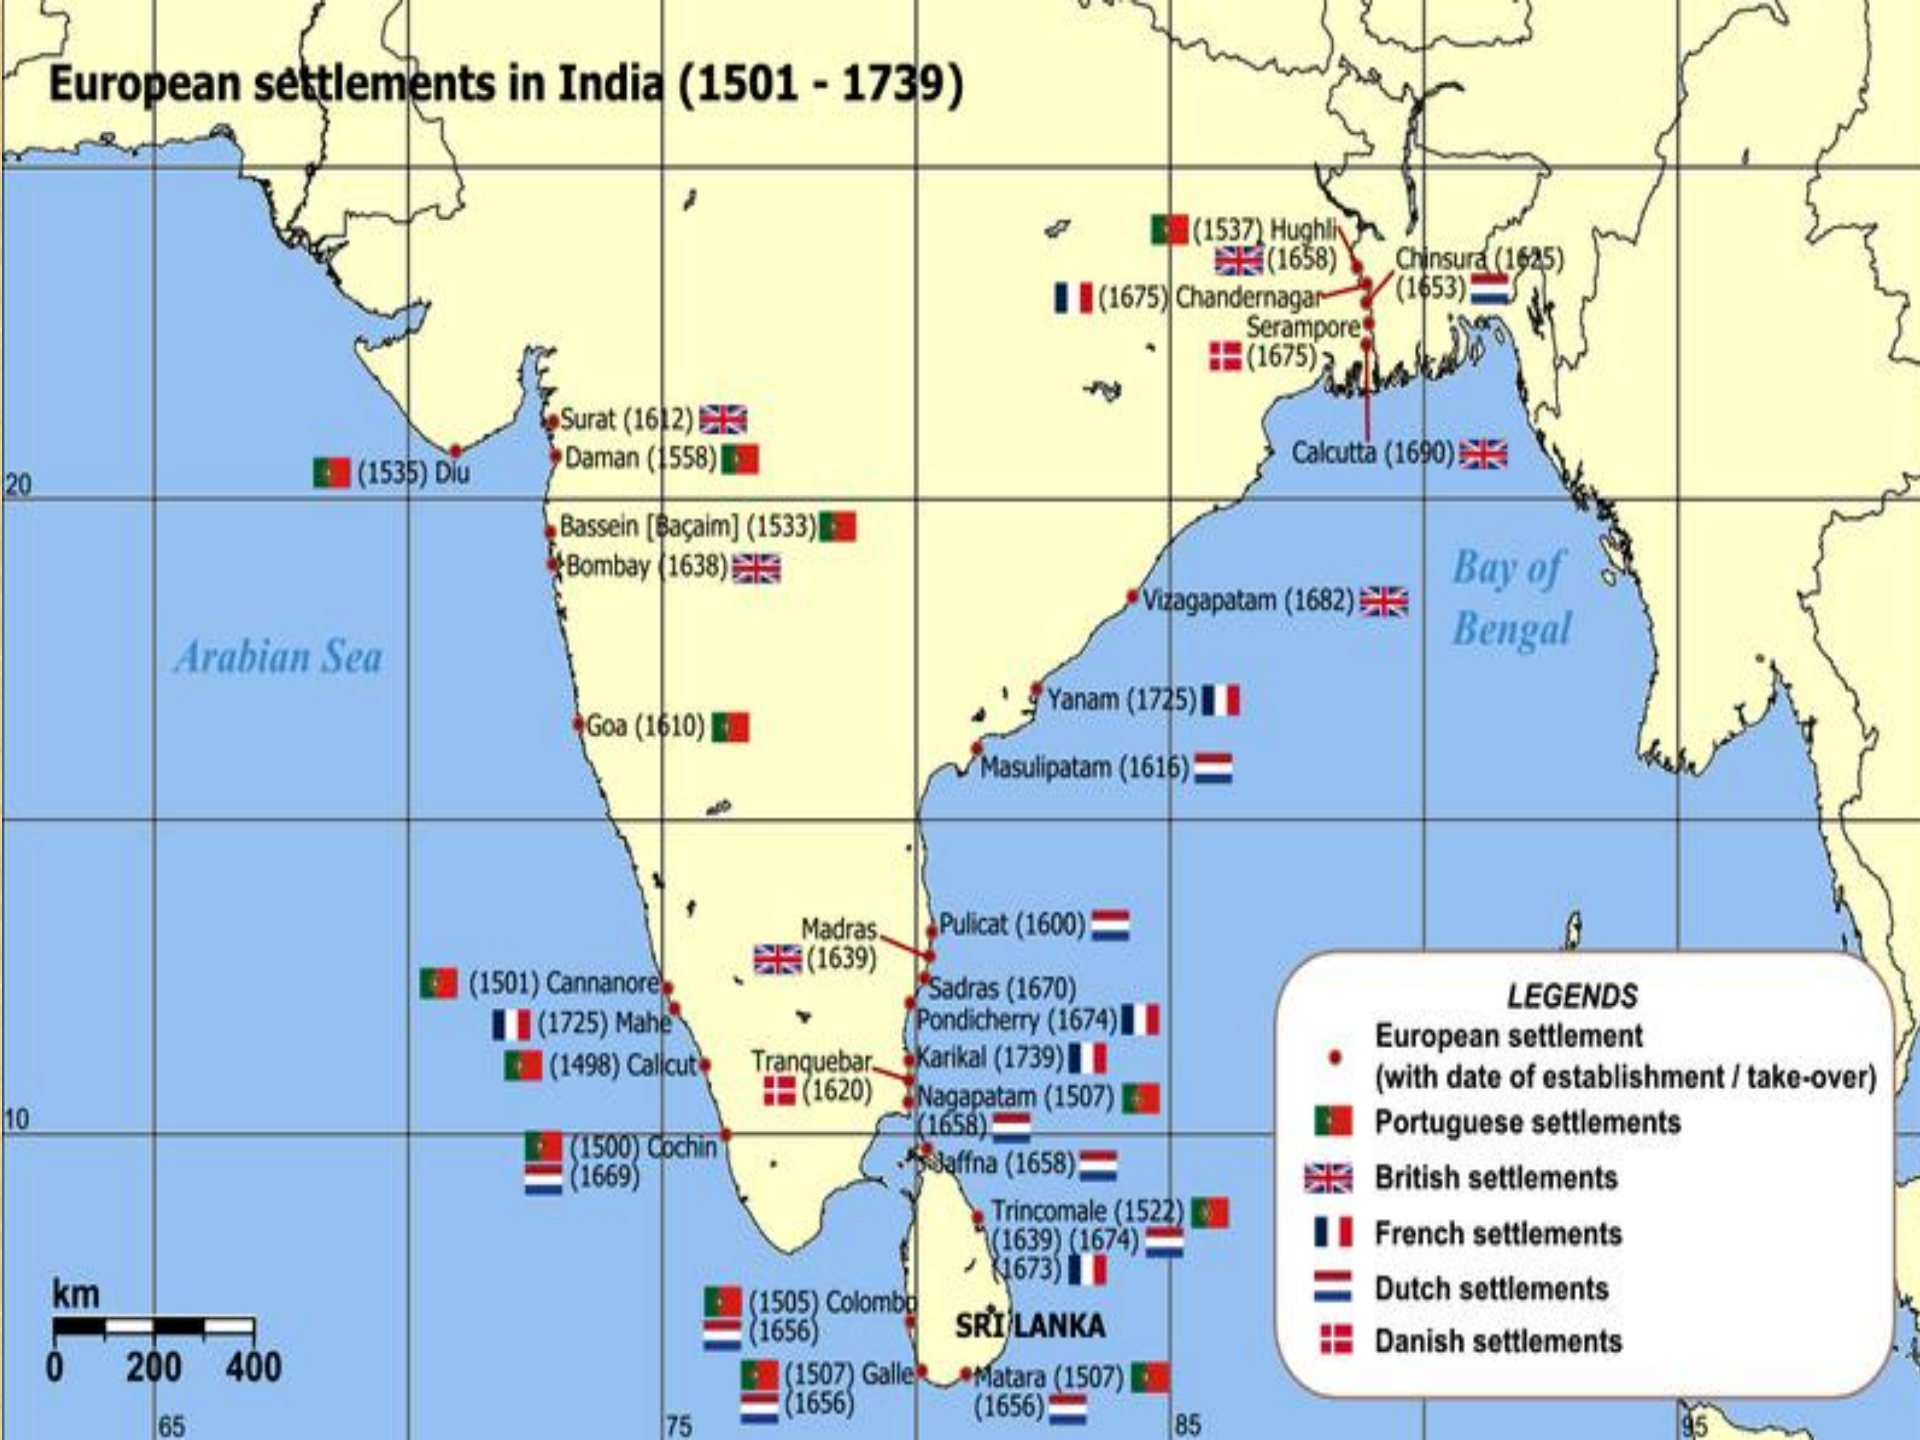 European settlements in India (1501 - 1739)
(1537) Hughli
(1658)
Chinsura (1625)
(1653)
(1675) Chandernagar
Serampore
(1675)
Surat (1612)
Daman (1558)
(1535) Diu
Calcutta (1690)
20
Bassein [Baçaim] (1533)
Bombay (1638)
Bay of
Bengal
Vizagapatam (1682)
Arabian Sea
Yanam (1725)
Goa (1610)
Masulipatam (1616)
Pulicat (1600)
Madras
(1639)
(1501) Cannanore
Sadras (1670)
(1725) Mahe
Pondicherry (1674)
(1498) Calicut
Tranquebar
(1620)
Karikal (1739)
Nagapatam (1507)
(1658)
10
(1500) Cochin
(1669)
Jaffna (1658)
Trincomale (1522)
(1639) (1674)
(1673)
(1505) Colombo
(1656)
SRI LANKA
(1507) Galle
(1656)
Matara (1507)
(1656)
LEGENDS
European settlement
(with date of establishment / take-over)
Portuguese settlements
British settlements
French settlements
Dutch settlements
Danish settlements
km
0 200 400
65 75 85 95